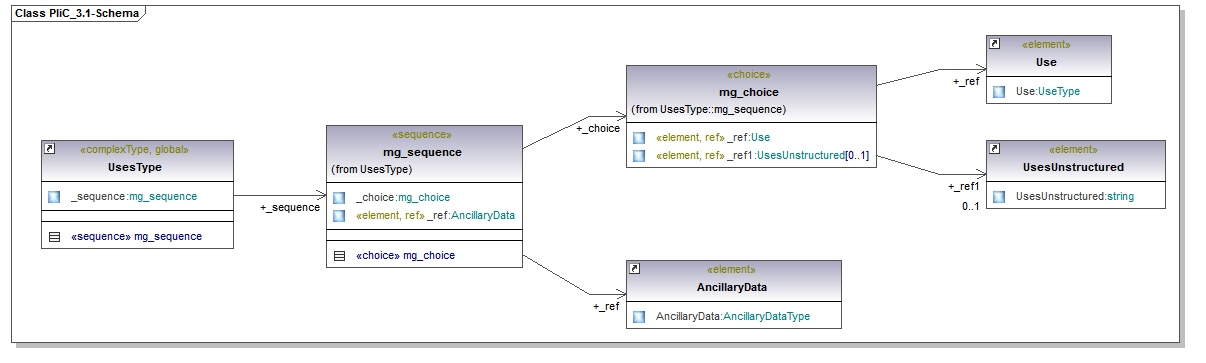 Class PliC_3.1-Schema
«complexType, global»
UsesType
_sequence:mg_sequence
«sequence» mg_sequence
+_sequence
«sequence»
mg_sequence
(from UsesType)
_choice:mg_choice
«element, ref» _ref:AncillaryData
«choice» mg_choice
+_choice
+_ref
«choice»
mg_choice
(from UsesType::mg_sequence)
«element, ref» _ref:Use
«element, ref» _ref1:UsesUnstructured[0..1]
+_ref
+_ref1
0..1
«element»
Use
Use:UseType
«element»
UsesUnstructured
UsesUnstructured:string
«element»
AncillaryData
AncillaryData:AncillaryDataType